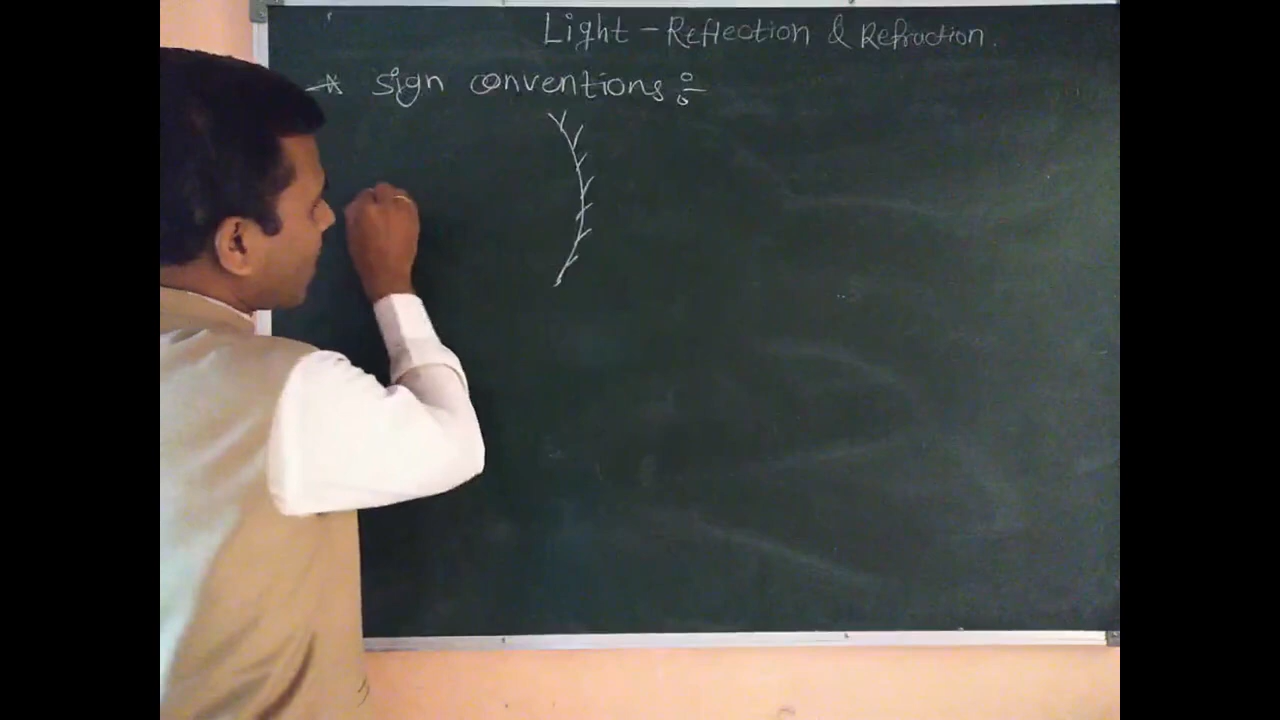 Light - Reflection & Refraction.
* Sign conventions :-